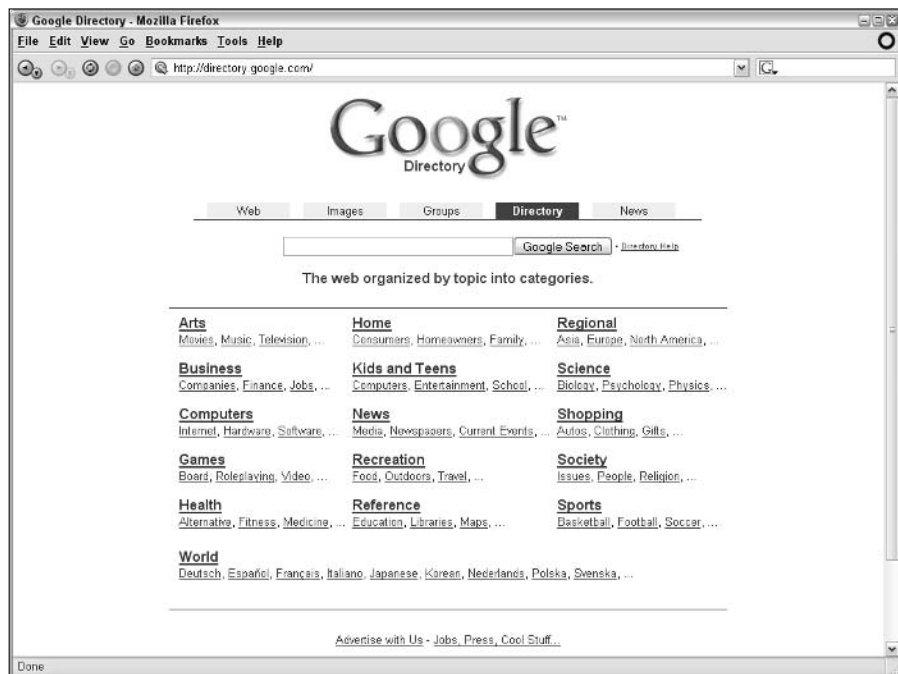 Google Directory - Mozilla Firefox
File Edit View Go Bookmarks Tools Help
http://directory.google.com/
G
Google™
Directory
Web Images Groups Directory News
Google Search • Directory Help
The web organized by topic into categories.
Arts Home Regional
Movies, Music, Television, ... Consumers, Homeowners, Family, ... Asia, Europe, North America, ...
Business Kids and Teens Science
Companies, Finance, Jobs, ... Computers, Entertainment, School, ... Biology, Psychology, Physics, ...
Computers News Shopping
Internet, Hardware, Software, ... Media, Newspapers, Current Events, ... Autos, Clothing, Gifts, ...
Games Recreation Society
Board, Roleplaying, Video, ... Food, Outdoors, Travel, ... Issues, People, Religion, ...
Health Reference Sports
Alternative, Fitness, Medicine, ... Education, Libraries, Maps, ... Basketball, Football, Soccer, ...
World
Deutsch, Español, Français, Italiano, Japanese, Korean, Nederlands, Polska, Svenska, ...
Advertise with Us - Jobs, Press, Cool Stuff...
Done